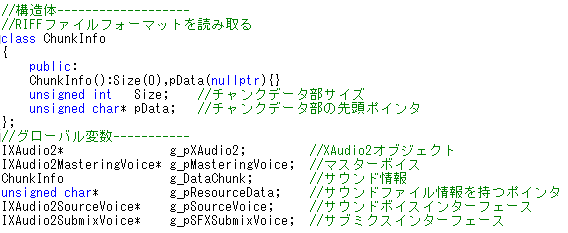 //構造体-------------------
//RIFFファイルフォーマットを読み取る
class ChunkInfo
{
    public:
    ChunkInfo():Size(0),pData(nullptr){}
    unsigned int   Size;    //チャンクデータ部サイズ
    unsigned char* pData;   //チャンクデータ部の先頭ポインタ
};
//グローバル変数-----------
IXAudio2*               g_pXAudio2;         //XAudio2オブジェクト
IXAudio2MasteringVoice* g_pMasteringVoice;  //マスターボイス
ChunkInfo               g_DataChunk;        //サウンド情報
unsigned char*          g_pResourceData;    //サウンドファイル情報を持つポインタ
IXAudio2SourceVoice*    g_pSourceVoice;     //サウンドボイスインターフェース
IXAudio2SubmixVoice*    g_pSFXSubmixVoice;  //サブミクスインターフェース